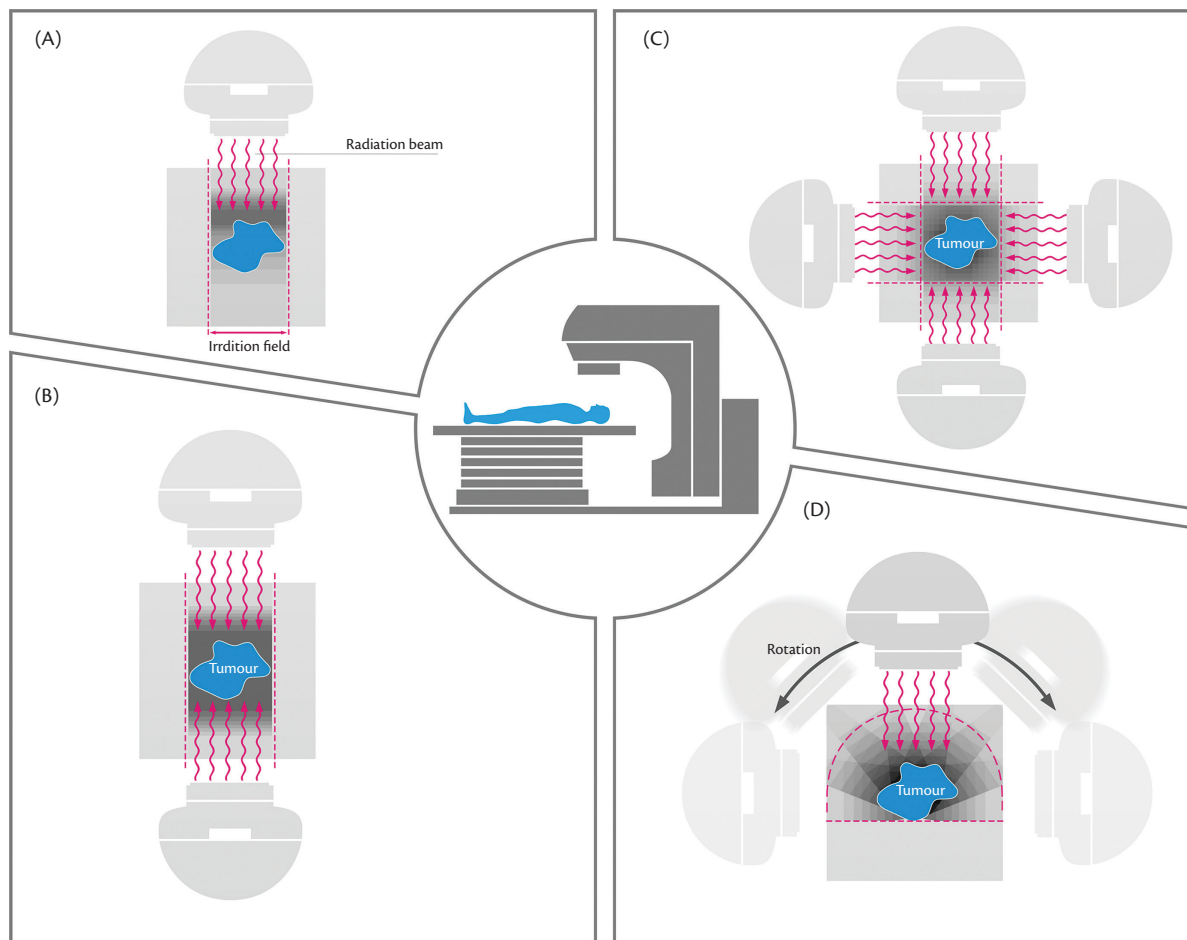 (A)
Radiation beam
Irrdition field
(B)
Tumour
(C)
Tumour
(D)
Rotation
Tumour